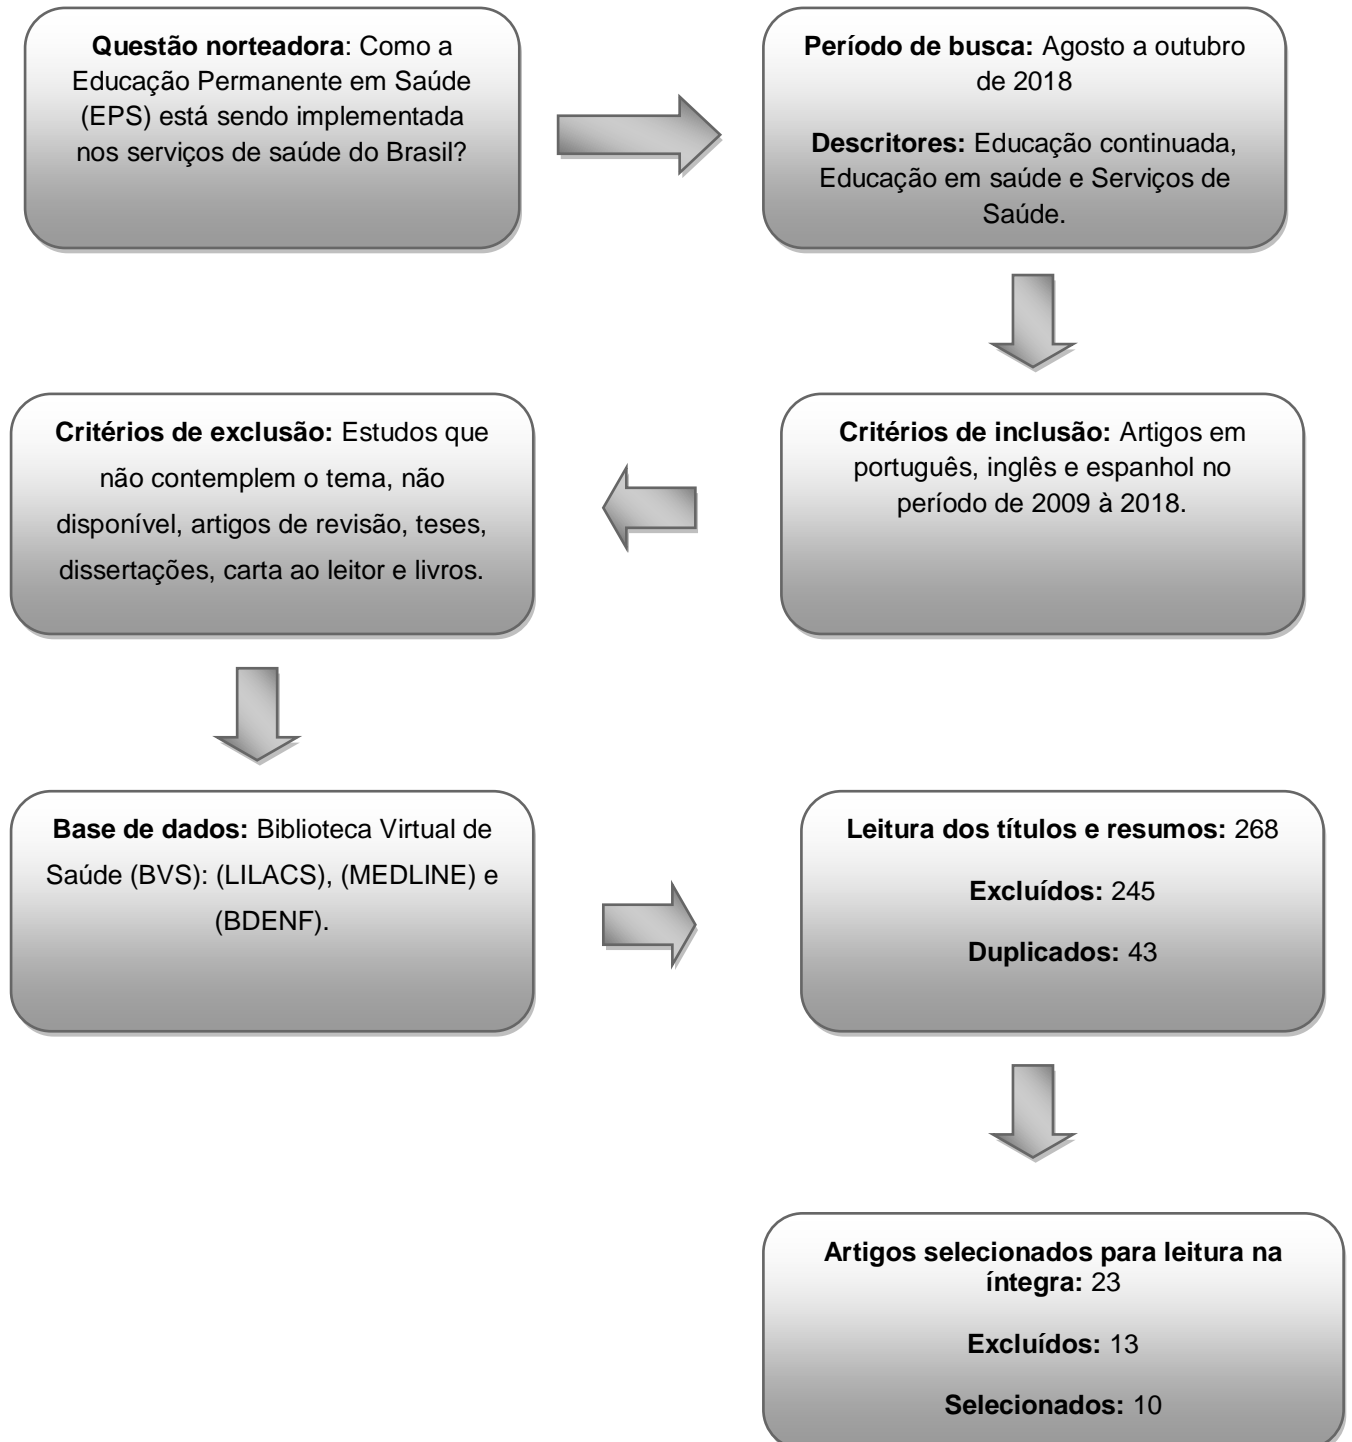 Questão norteadora: Como a
Educação Permanente em Saúde
(EPS) está sendo implementada
nos serviços de saúde do Brasil?
Período de busca: Agosto a outubro
de 2018
Descritores: Educação continuada,
Educação em saúde e Serviços de
Saúde.
Critérios de inclusão: Artigos em
português, inglês e espanhol no
período de 2009 à 2018.
Critérios de exclusão: Estudos que
não contemplem o tema, não
disponível, artigos de revisão, teses,
dissertações, carta ao leitor e livros.
Base de dados: Biblioteca Virtual de
Saúde (BVS): (LILACS), (MEDLINE) e
(BDENF).
Leitura dos títulos e resumos: 268
Excluídos: 245
Duplicados: 43
Artigos selecionados para leitura na
íntegra: 23
Excluídos: 13
Selecionados: 10